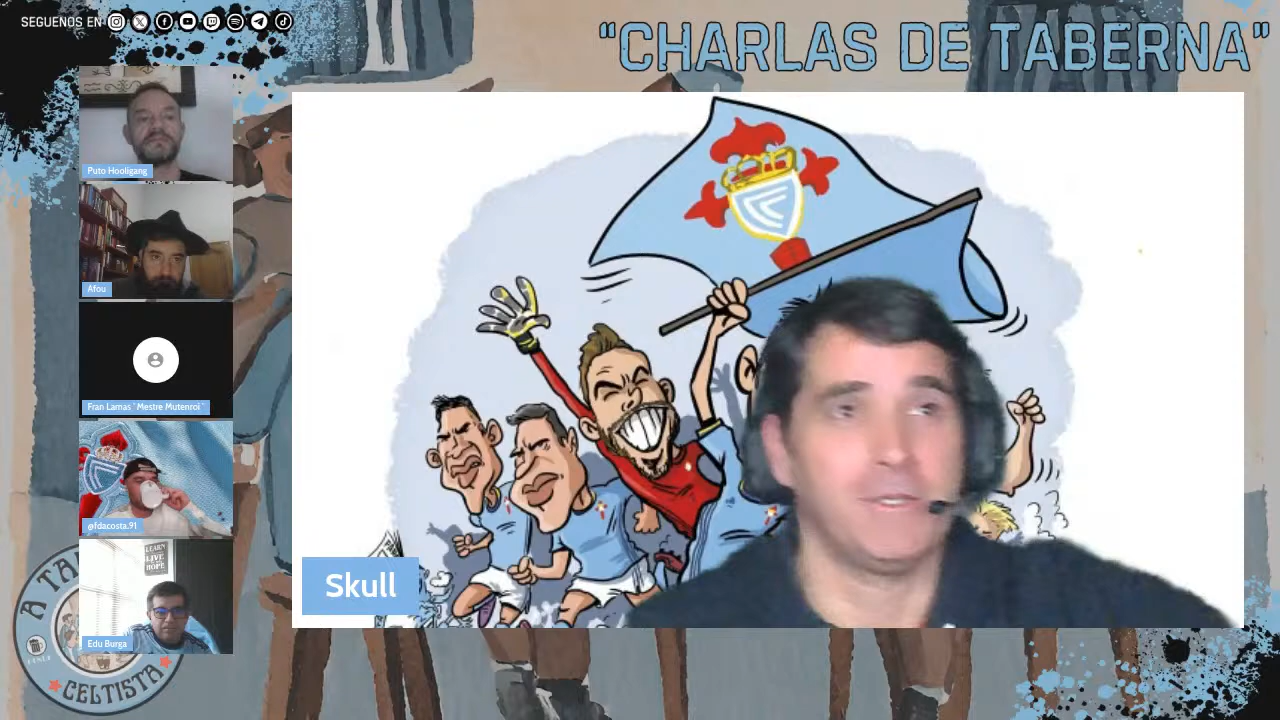 SEGUENOS EN
“CHARLAS DE TABERNA”
Puto Hooligang
Afou
Fran Lamas "Mestre Mutenroi"
@fdacosta.91
LEARN
LIVE
HOPE
Edu Burga
Skull
A TA
CELTISTA